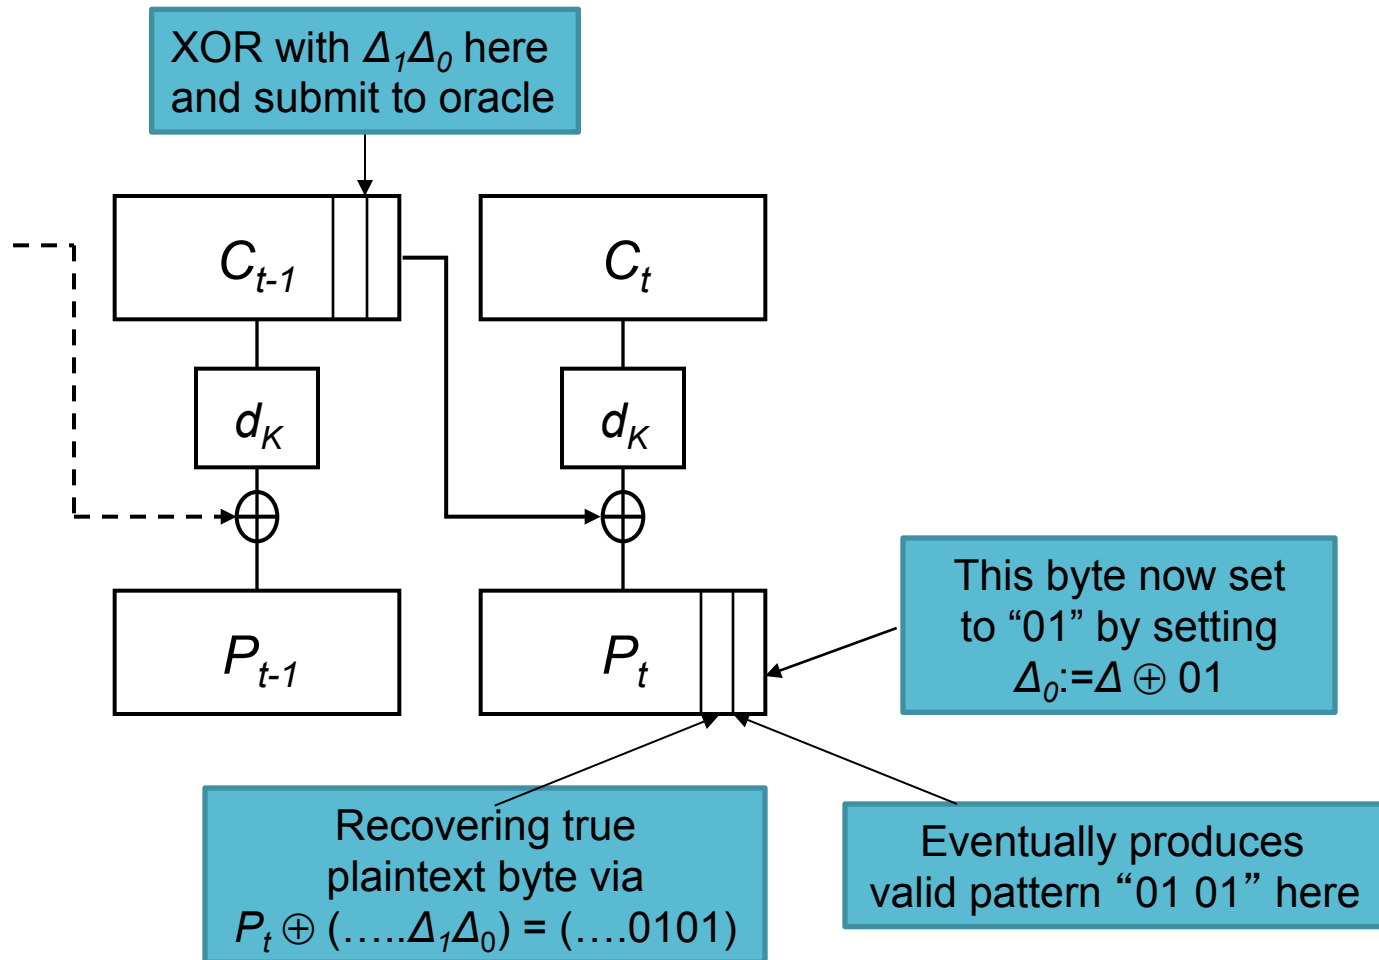 XOR with Δ₁Δ₀ here
and submit to oracle
Cₜ₋₁
Cₜ
d_K
d_K
Pₜ₋₁
Pₜ
This byte now set
to “01” by setting
Δ₀:=Δ ⊕ 01
Recovering true
plaintext byte via
Pₜ ⊕ (…..Δ₁Δ₀) = (….0101)
Eventually produces
valid pattern “01 01” here